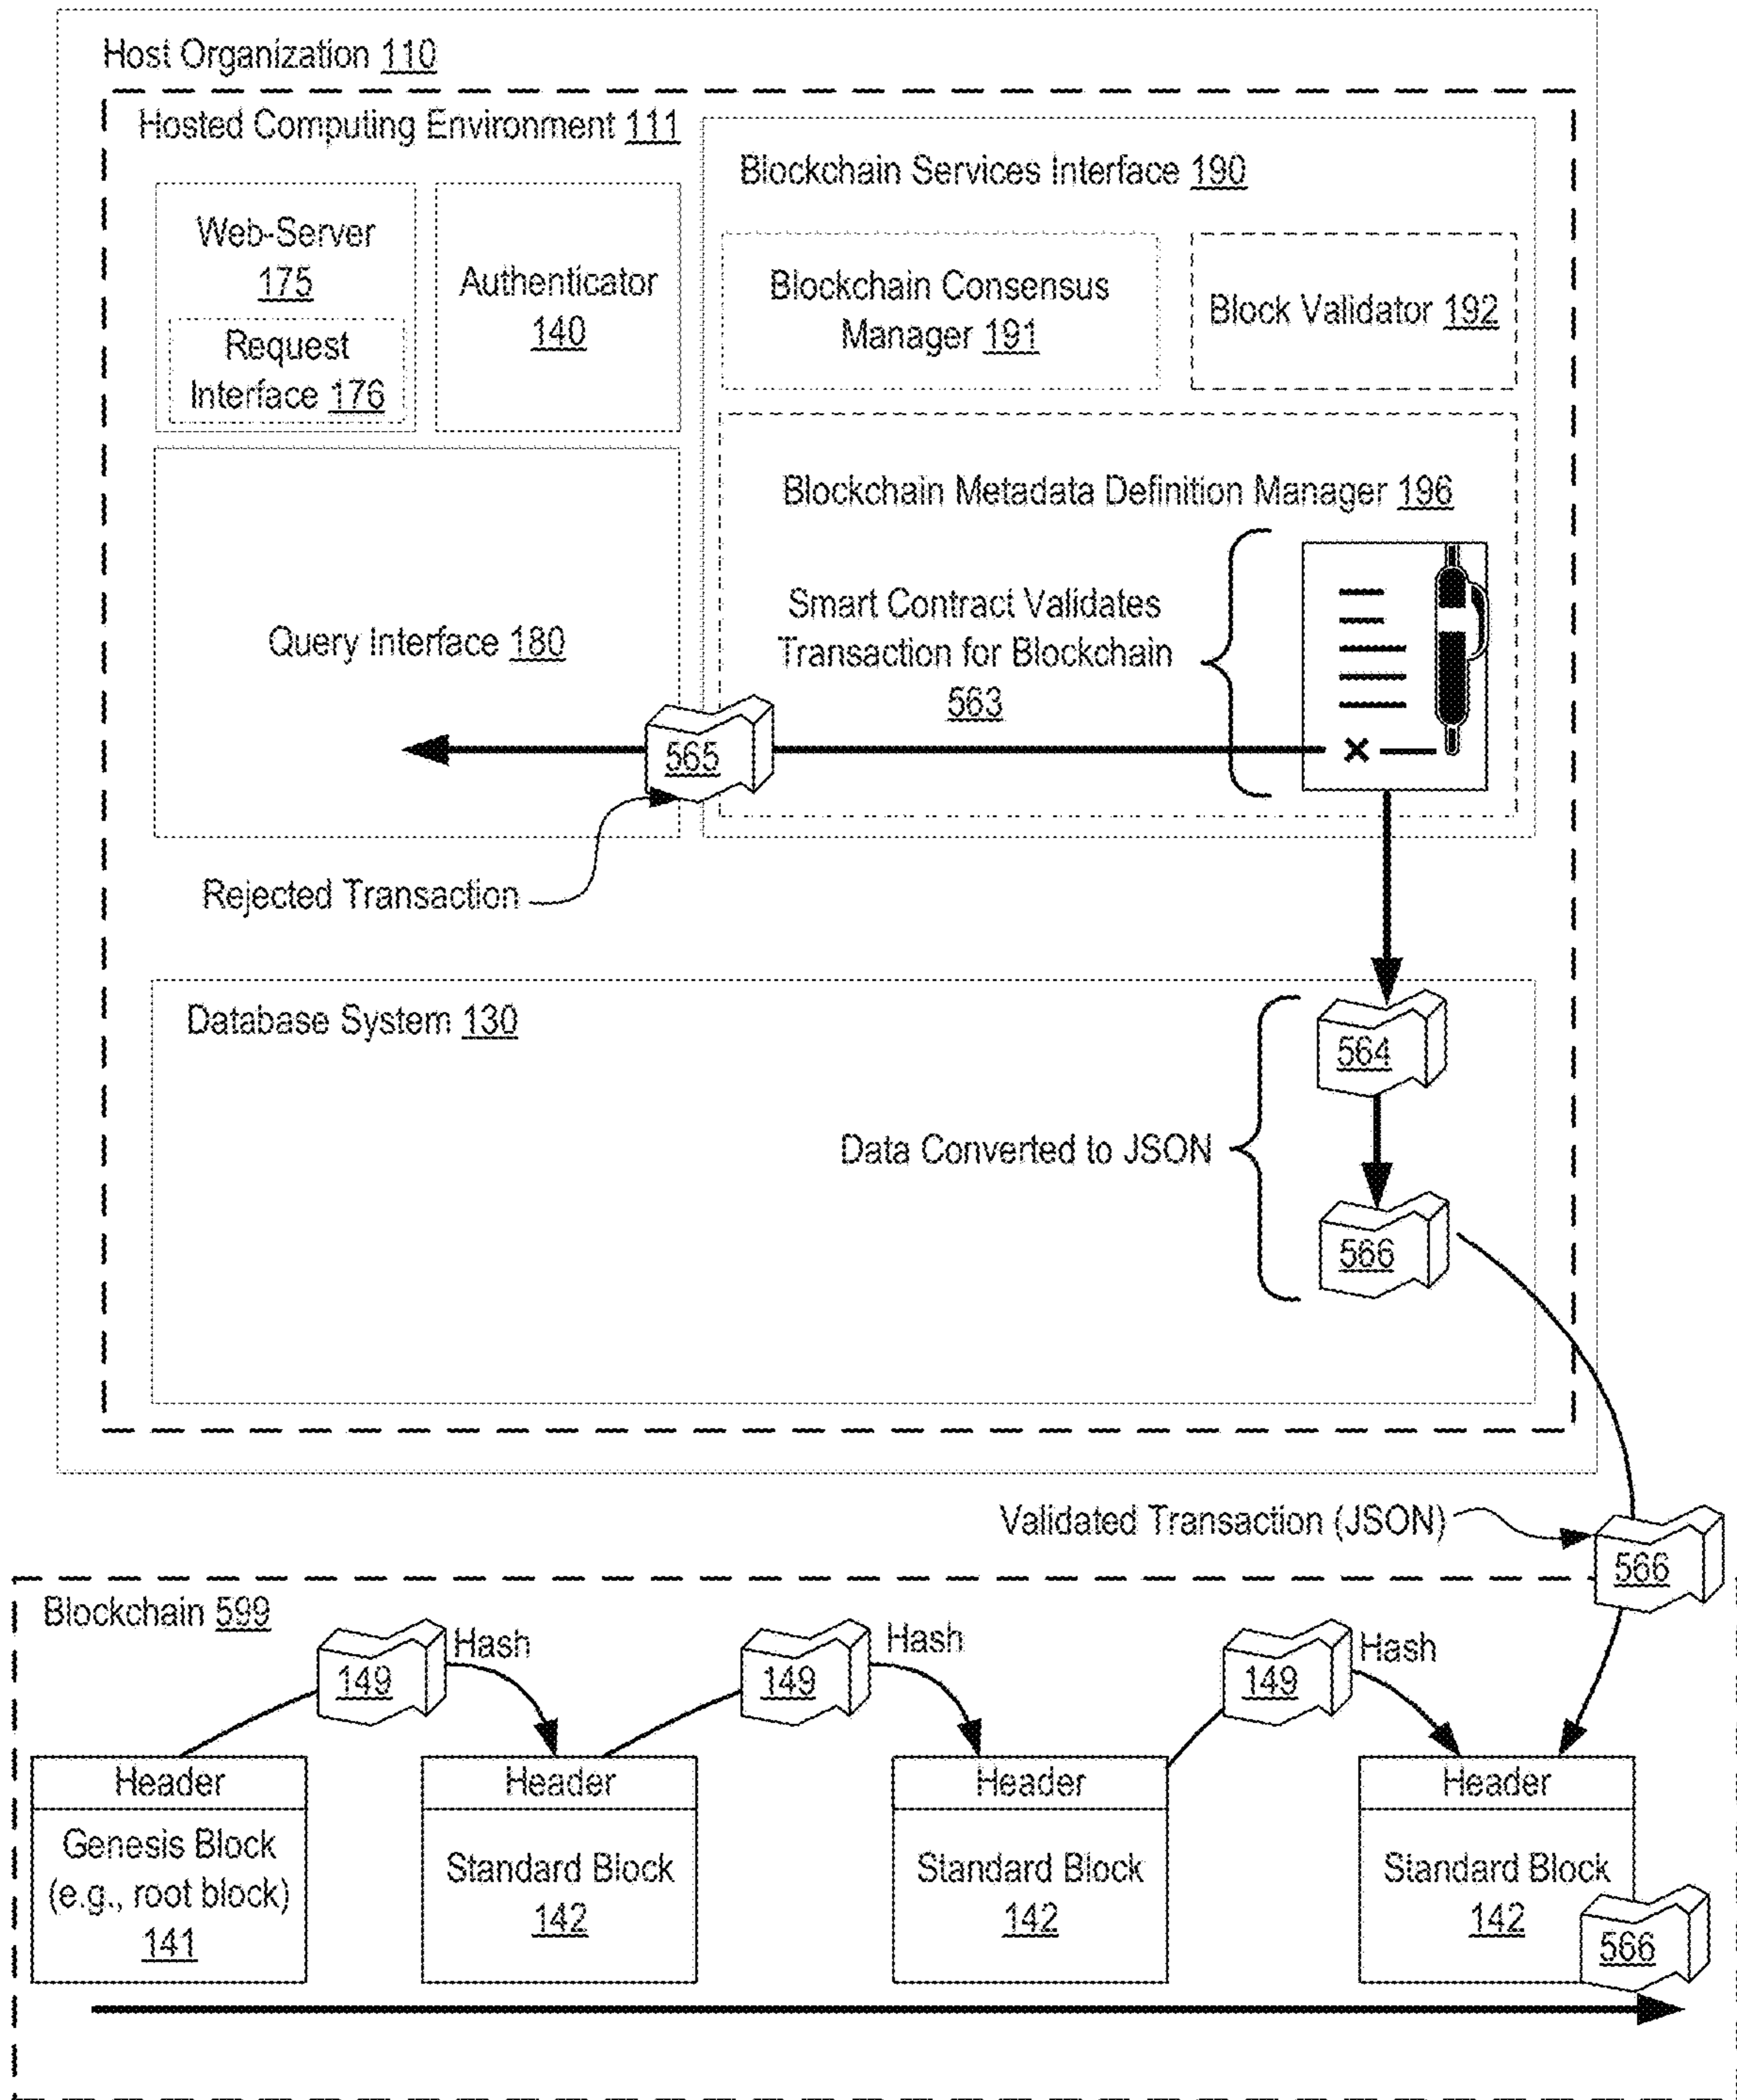 Host Organization 110
Hosted Computing Environment 111
Web-Server
175
Request
Interface 176
Authenticator
140
Blockchain Services Interface 190
Blockchain Consensus
Manager 191
Block Validator 192
Query Interface 180
Blockchain Metadata Definition Manager 196
Smart Contract Validates
Transaction for Blockchain
563
565
Rejected Transaction
Database System 130
564
Data Converted to JSON
566
Validated Transaction (JSON)
566
Blockchain 599
149
Hash
149
Hash
149
Hash
Header
Genesis Block
(e.g., root block)
141
Header
Standard Block
142
Header
Standard Block
142
Header
Standard Block
142
566